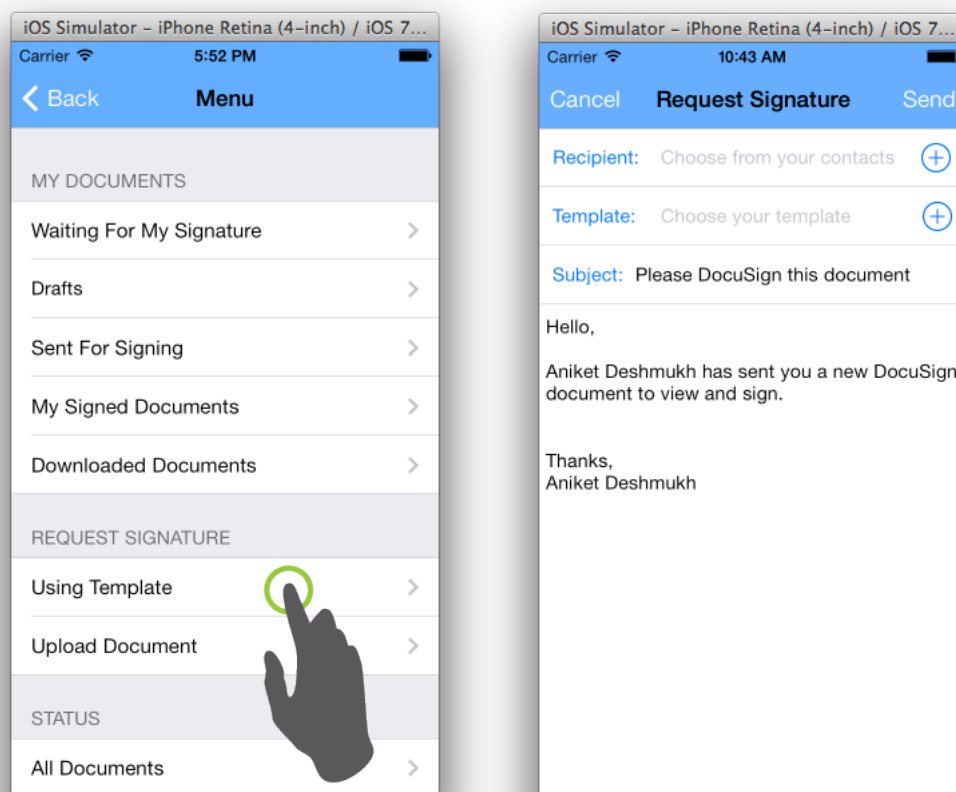 iOS Simulator – iPhone Retina (4-inch) / iOS 7...
Carrier 5:52 PM
Back Menu
MY DOCUMENTS
Waiting For My Signature
Drafts
Sent For Signing
My Signed Documents
Downloaded Documents
REQUEST SIGNATURE
Using Template
Upload Document
STATUS
All Documents
iOS Simulator – iPhone Retina (4-inch) / iOS 7...
Carrier 10:43 AM
Cancel Request Signature Send
Recipient: Choose from your contacts
Template: Choose your template
Subject: Please DocuSign this document
Hello,
Aniket Deshmukh has sent you a new DocuSign
document to view and sign.
Thanks,
Aniket Deshmukh